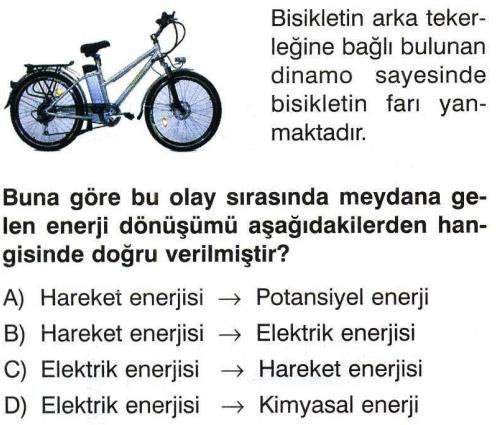 Bisikletin arka teker-
leğine bağlı bulunan
dinamo sayesinde
bisikletin farı yan-
maktadır.
Buna göre bu olay sırasında meydana ge-
len enerji dönüşümü aşağıdakilerden han-
gisinde doğru verilmiştir?
A) Hareket enerjisi → Potansiyel enerji
B) Hareket enerjisi → Elektrik enerjisi
C) Elektrik enerjisi → Hareket enerjisi
D) Elektrik enerjisi → Kimyasal enerji